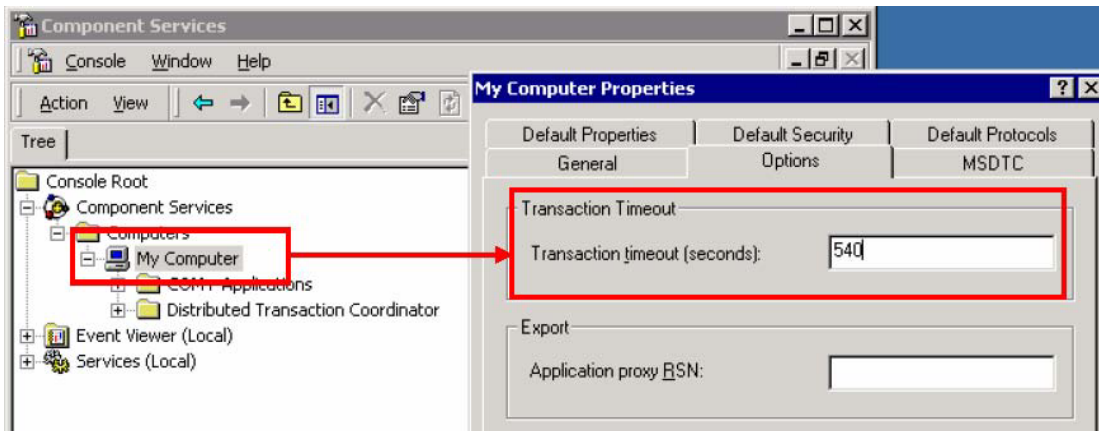 Component Services
Console Window Help
Action View
Tree
Console Root
Component Services
Computers
My Computer
COM+ Applications
Distributed Transaction Coordinator
Event Viewer (Local)
Services (Local)
My Computer Properties
Default Properties Default Security Default Protocols
General Options MSDTC
Transaction Timeout
Transaction timeout (seconds): 540
Export
Application proxy RSN: